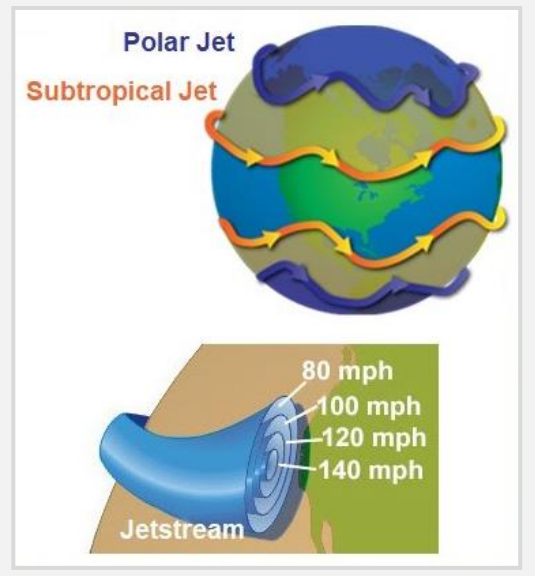 Polar Jet
Subtropical Jet
80 mph
100 mph
120 mph
140 mph
Jetstream